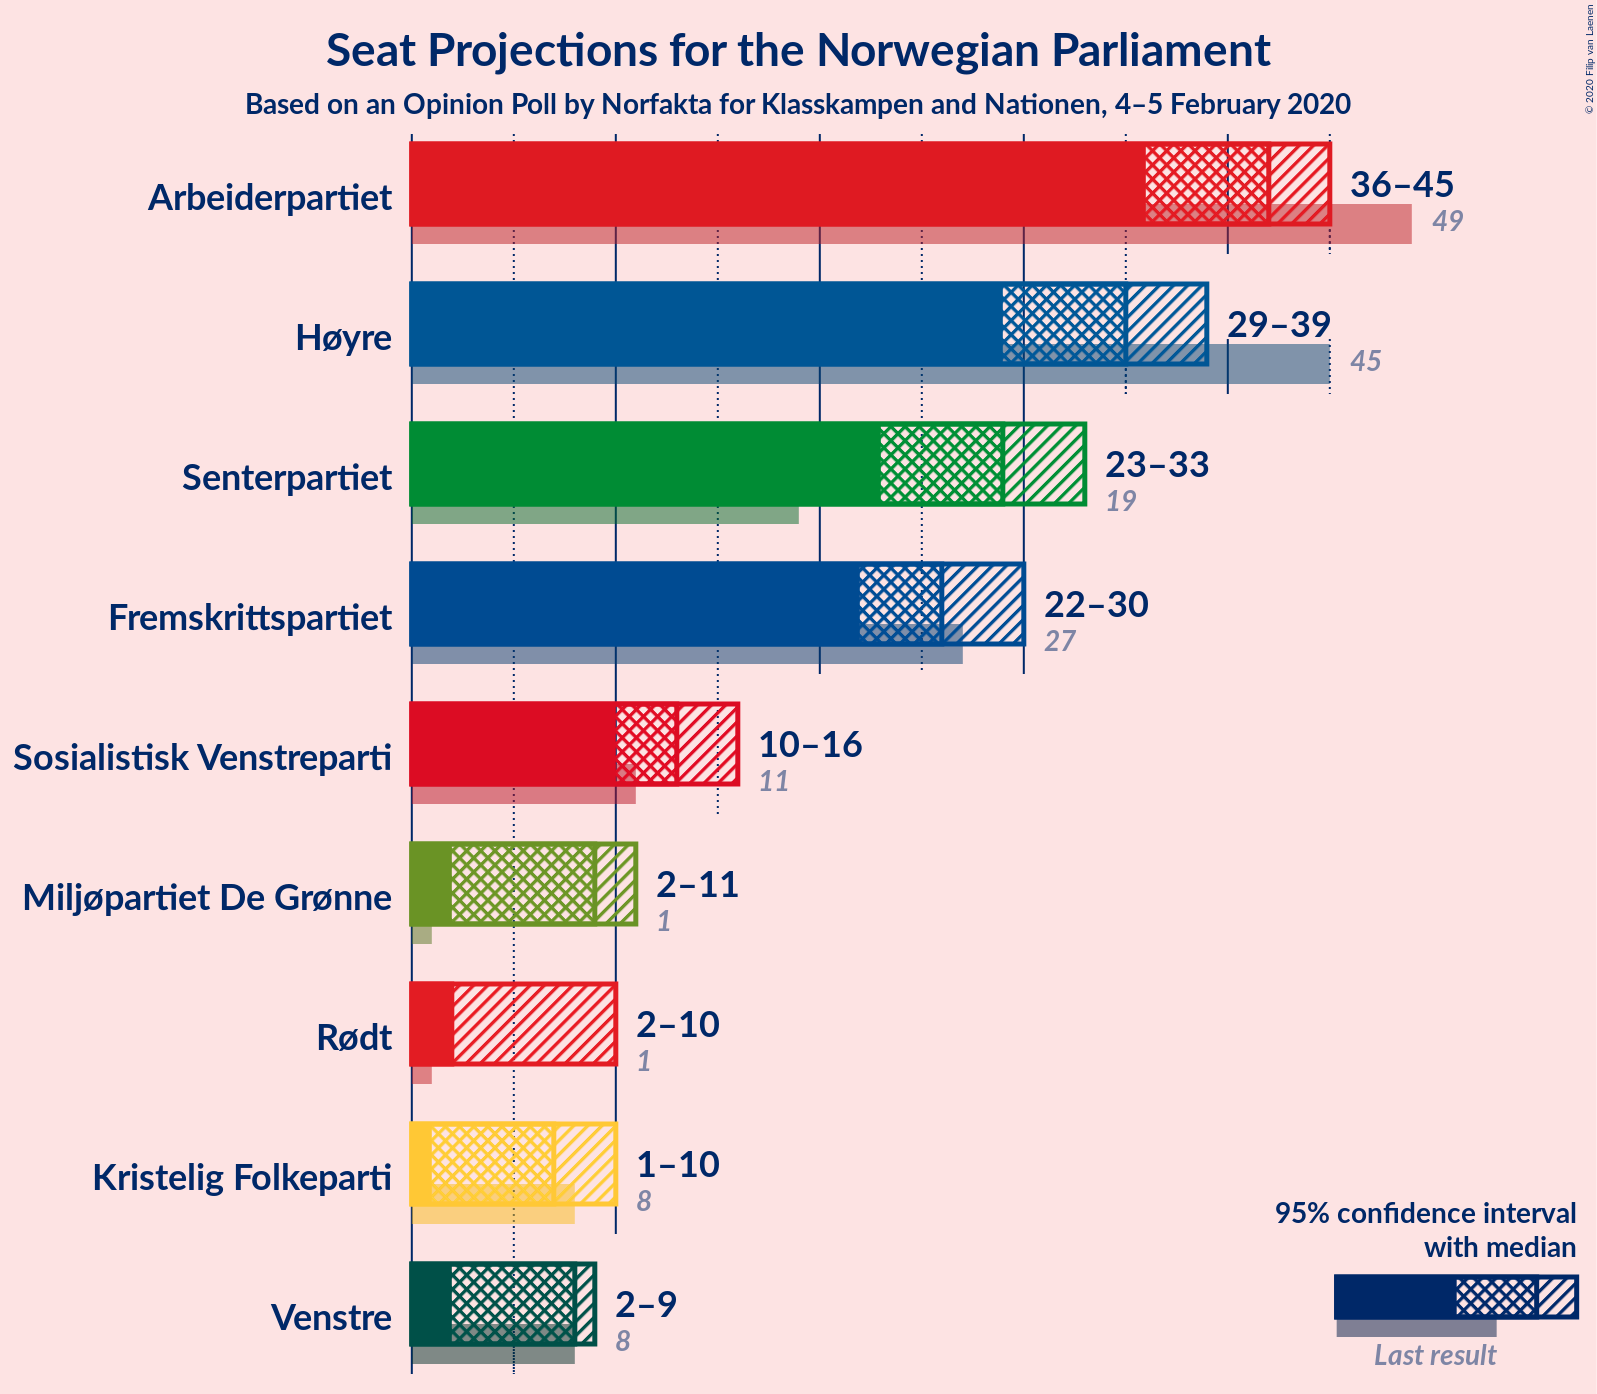 Seat Projections for the Norwegian Parliament
Based on an Opinion Poll by Norfakta for Klasskampen and Nationen, 4–5 February 2020
© 2020 Filip van Laenen
Arbeiderpartiet
36–45
49
Høyre
29–39
45
Senterpartiet
23–33
19
Fremskrittspartiet
22–30
27
Sosialistisk Venstreparti
10–16
11
Miljøpartiet De Grønne
2–11
1
Rødt
2–10
1
Kristelig Folkeparti
1–10
8
Venstre
2–9
8
95% confidence interval
with median
Last result